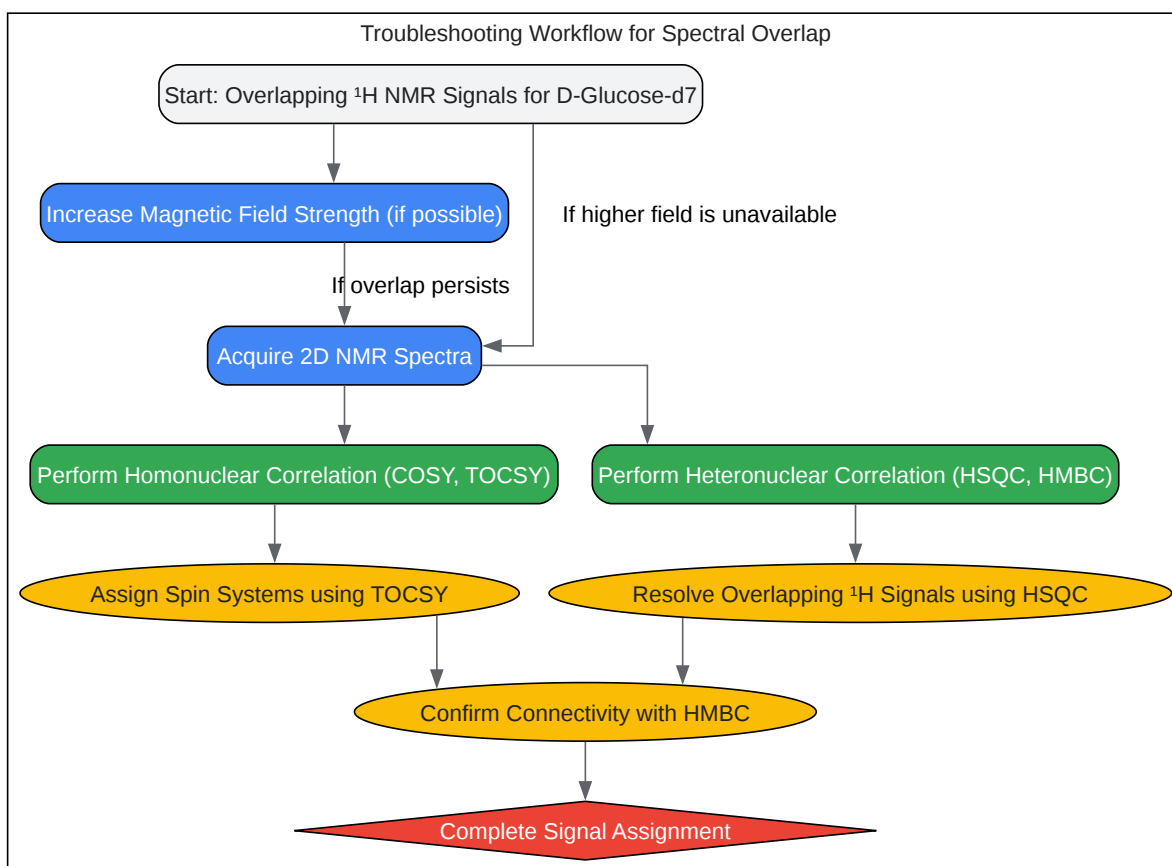 Troubleshooting Workflow for Spectral Overlap
Start: Overlapping ¹H NMR Signals for D-Glucose-d7
Increase Magnetic Field Strength (if possible)
If higher field is unavailable
If overlap persists
Acquire 2D NMR Spectra
Perform Homonuclear Correlation (COSY, TOCSY)
Perform Heteronuclear Correlation (HSQC, HMBC)
Assign Spin Systems using TOCSY
Resolve Overlapping ¹H Signals using HSQC
Confirm Connectivity with HMBC
Complete Signal Assignment